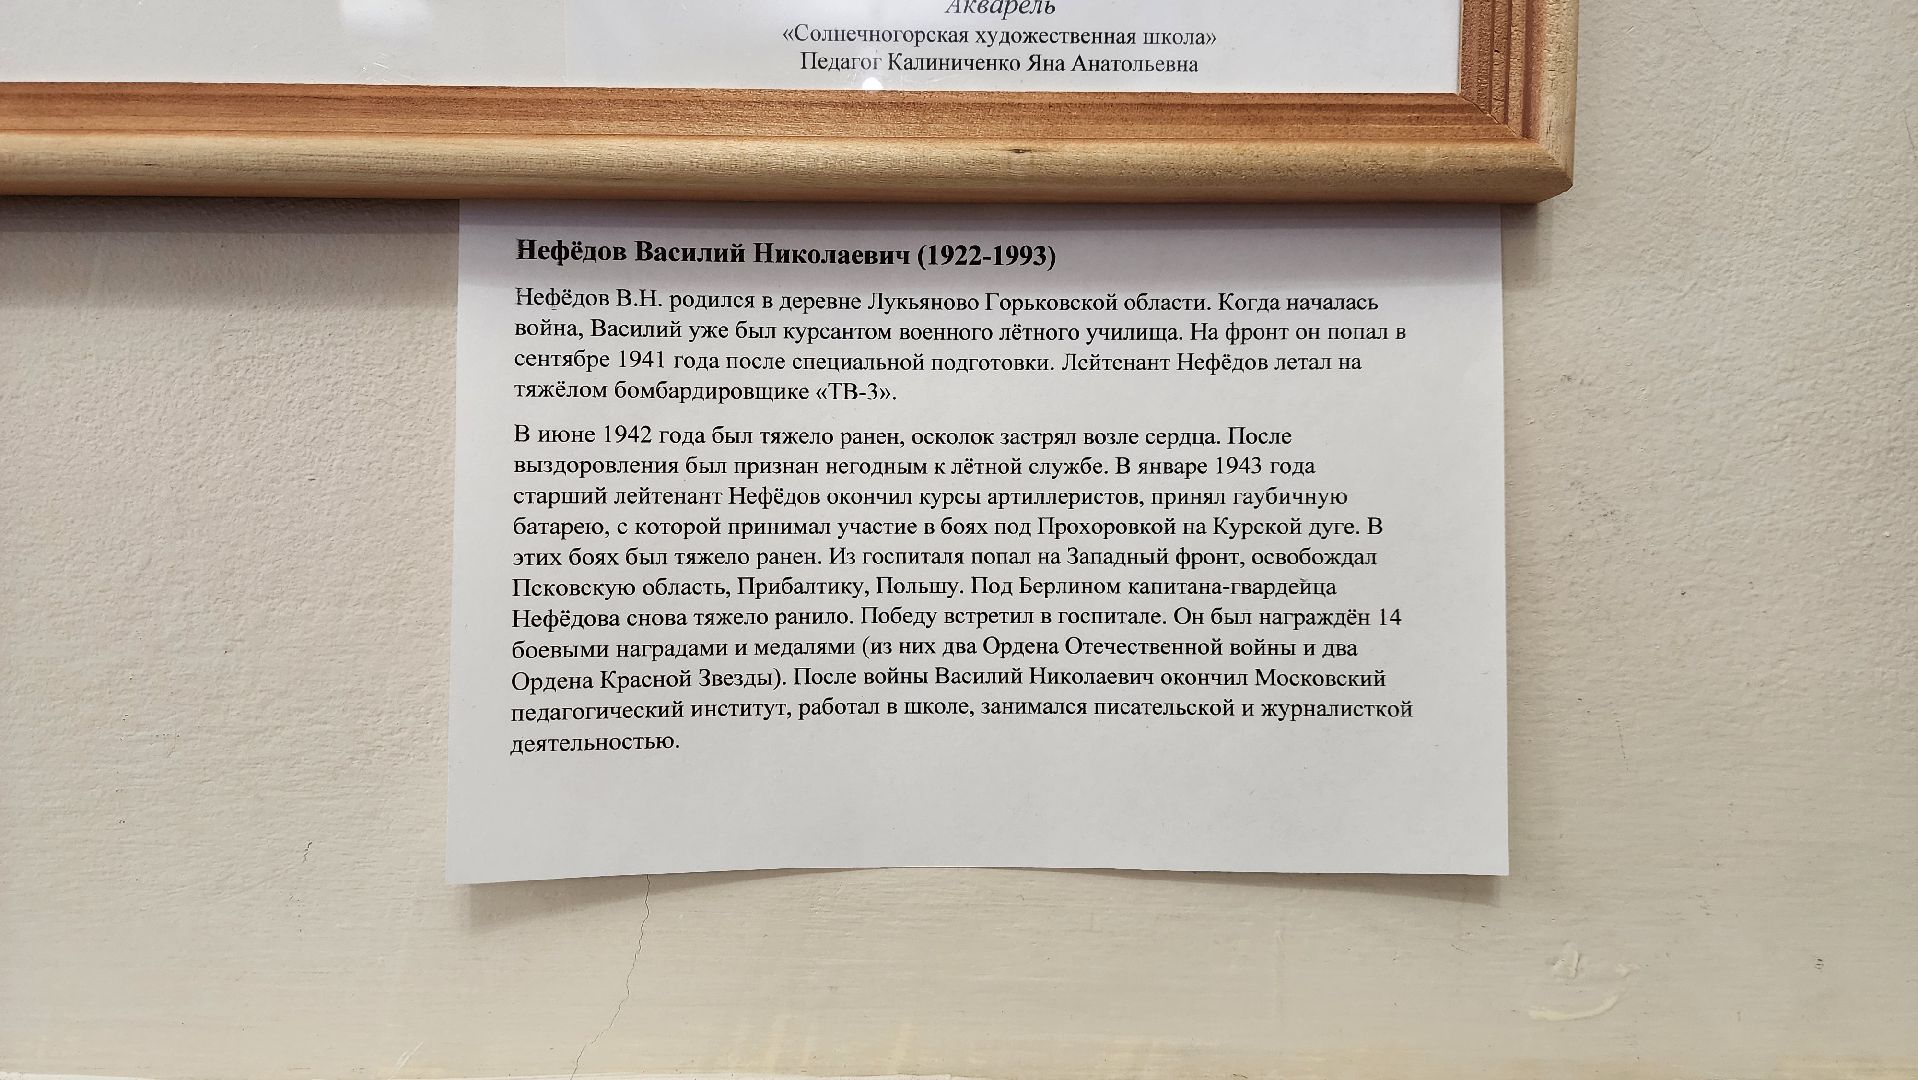 Акварель
«Солнечногорская художественная школа»
Педагог Калиниченко Яна Анатольевна
Нефёдов Василий Николаевич (1922-1993)
Нефёдов В.Н. родился в деревне Лукьяново Горьковской области. Когда началась
война, Василий уже был курсантом военного лётного училища. На фронт он попал в
сентябре 1941 года после специальной подготовки. Лейтенант Нефёдов летал на
тяжёлом бомбардировщике «ТВ-3».
В июне 1942 года был тяжело ранен, осколок застрял возле сердца. После
выздоровления был признан негодным к лётной службе. В январе 1943 года
старший лейтенант Нефёдов окончил курсы артиллеристов, принял гаубичную
батарею, с которой принимал участие в боях под Прохоровкой на Курской дуге. В
этих боях был тяжело ранен. Из госпиталя попал на Западный фронт, освобождал
Псковскую область, Прибалтику, Польшу. Под Берлином капитана-гвардейца
Нефёдова снова тяжело ранило. Победу встретил в госпитале. Он был награждён 14
боевыми наградами и медалями (из них два Ордена Отечественной войны и два
Ордена Красной Звезды). После войны Василий Николаевич окончил Московский
педагогический институт, работал в школе, занимался писательской и журналисткой
деятельностью.